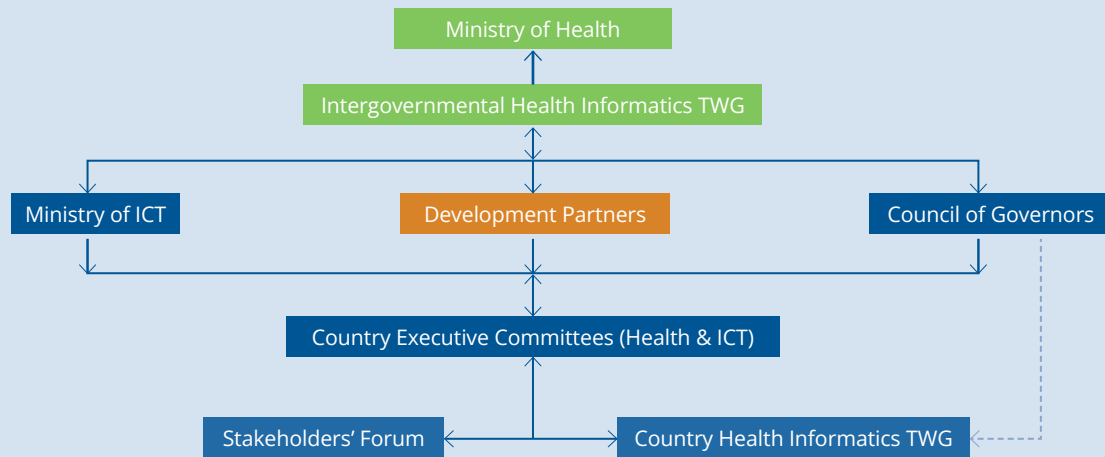 Ministry of Health
Intergovernmental Health Informatics TWG
Ministry of ICT
Development Partners
Council of Governors
Country Executive Committees (Health & ICT)
Stakeholders’ Forum
Country Health Informatics TWG